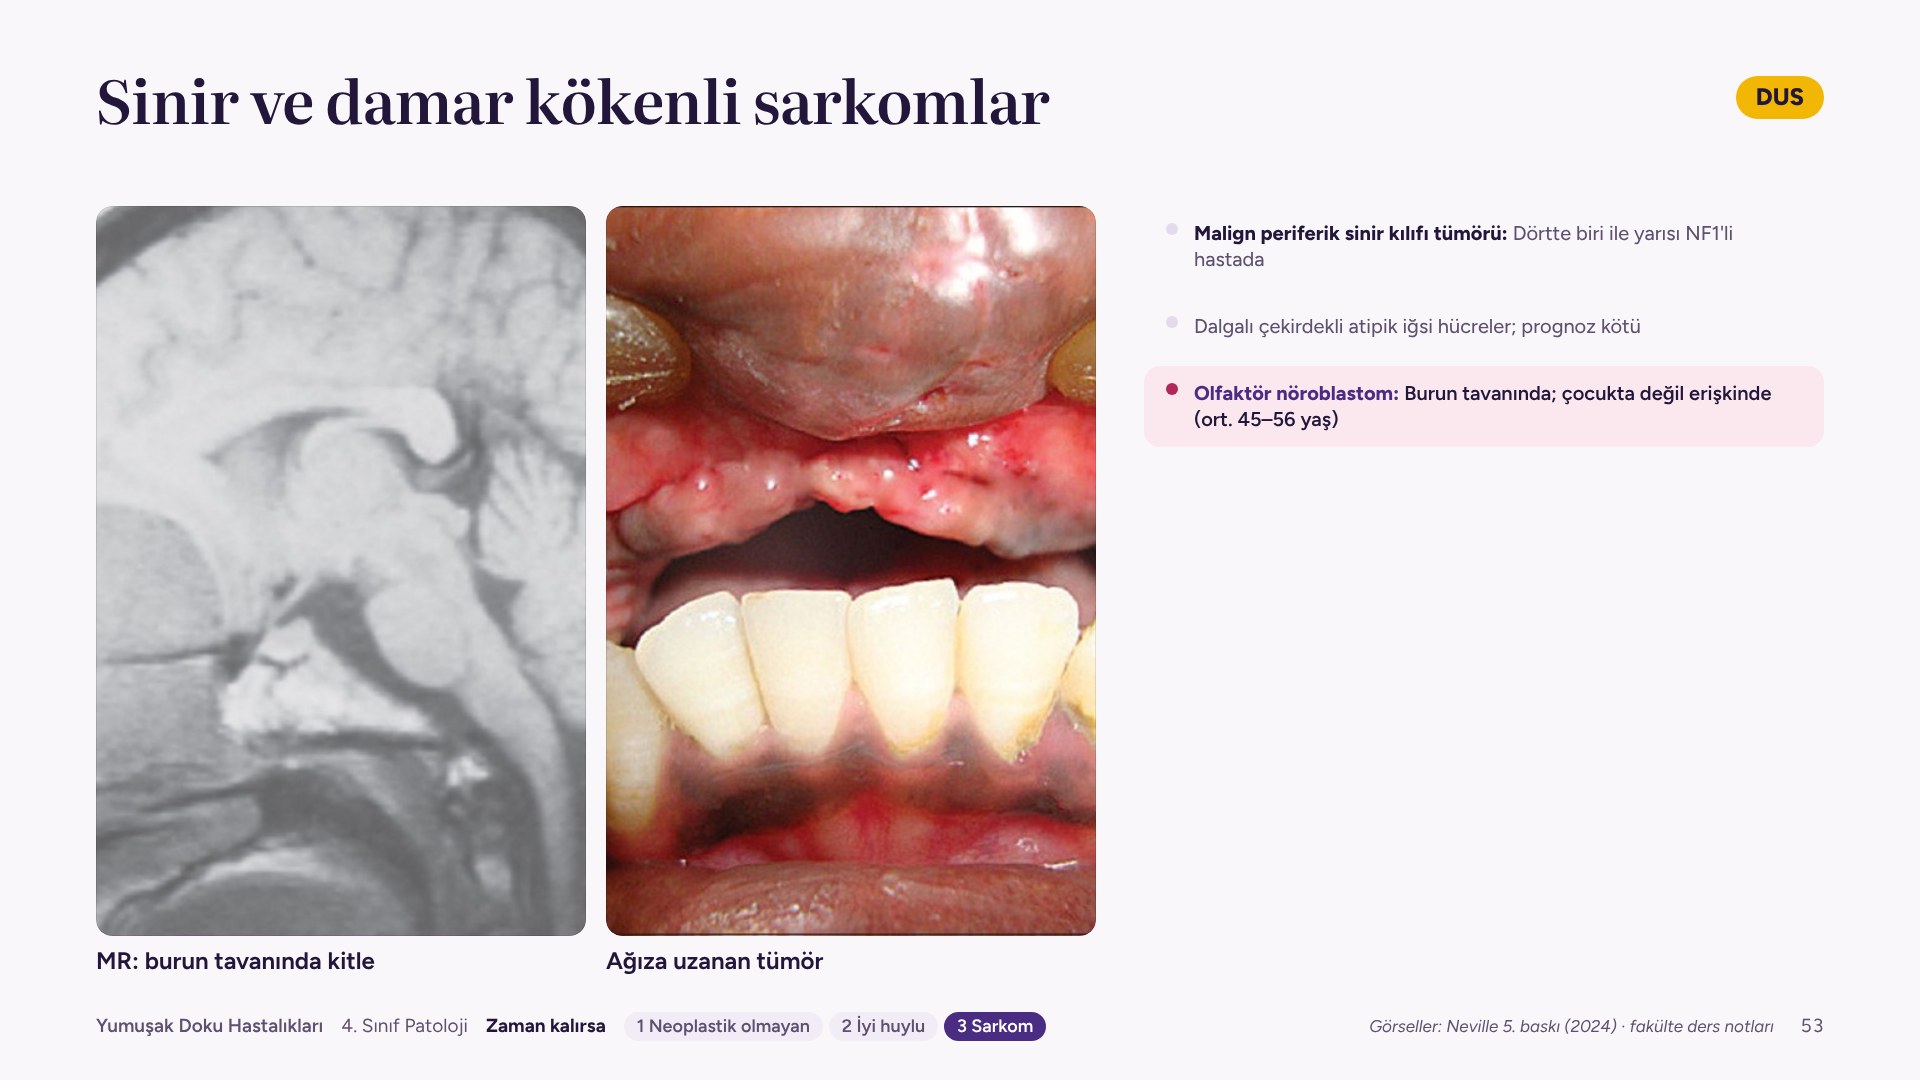 Sinir ve damar kökenli sarkomlar
DUS
Malign periferik sinir kılıfı tümörü: Dörtte biri ile yarısı NF1'li
hastada
Dalgalı çekirdekli atipik iğsi hücreler; prognoz kötü
Olfaktör nöroblastom: Burun tavanında; çocukta değil erişkinde
(ort. 45–56 yaş)
MR: burun tavanında kitle
Ağıza uzanan tümör
Yumuşak Doku Hastalıkları 4. Sınıf Patoloji Zaman kalırsa 1 Neoplastik olmayan 2 İyi huylu 3 Sarkom
Görseller: Neville 5. baskı (2024) · fakülte ders notları 53